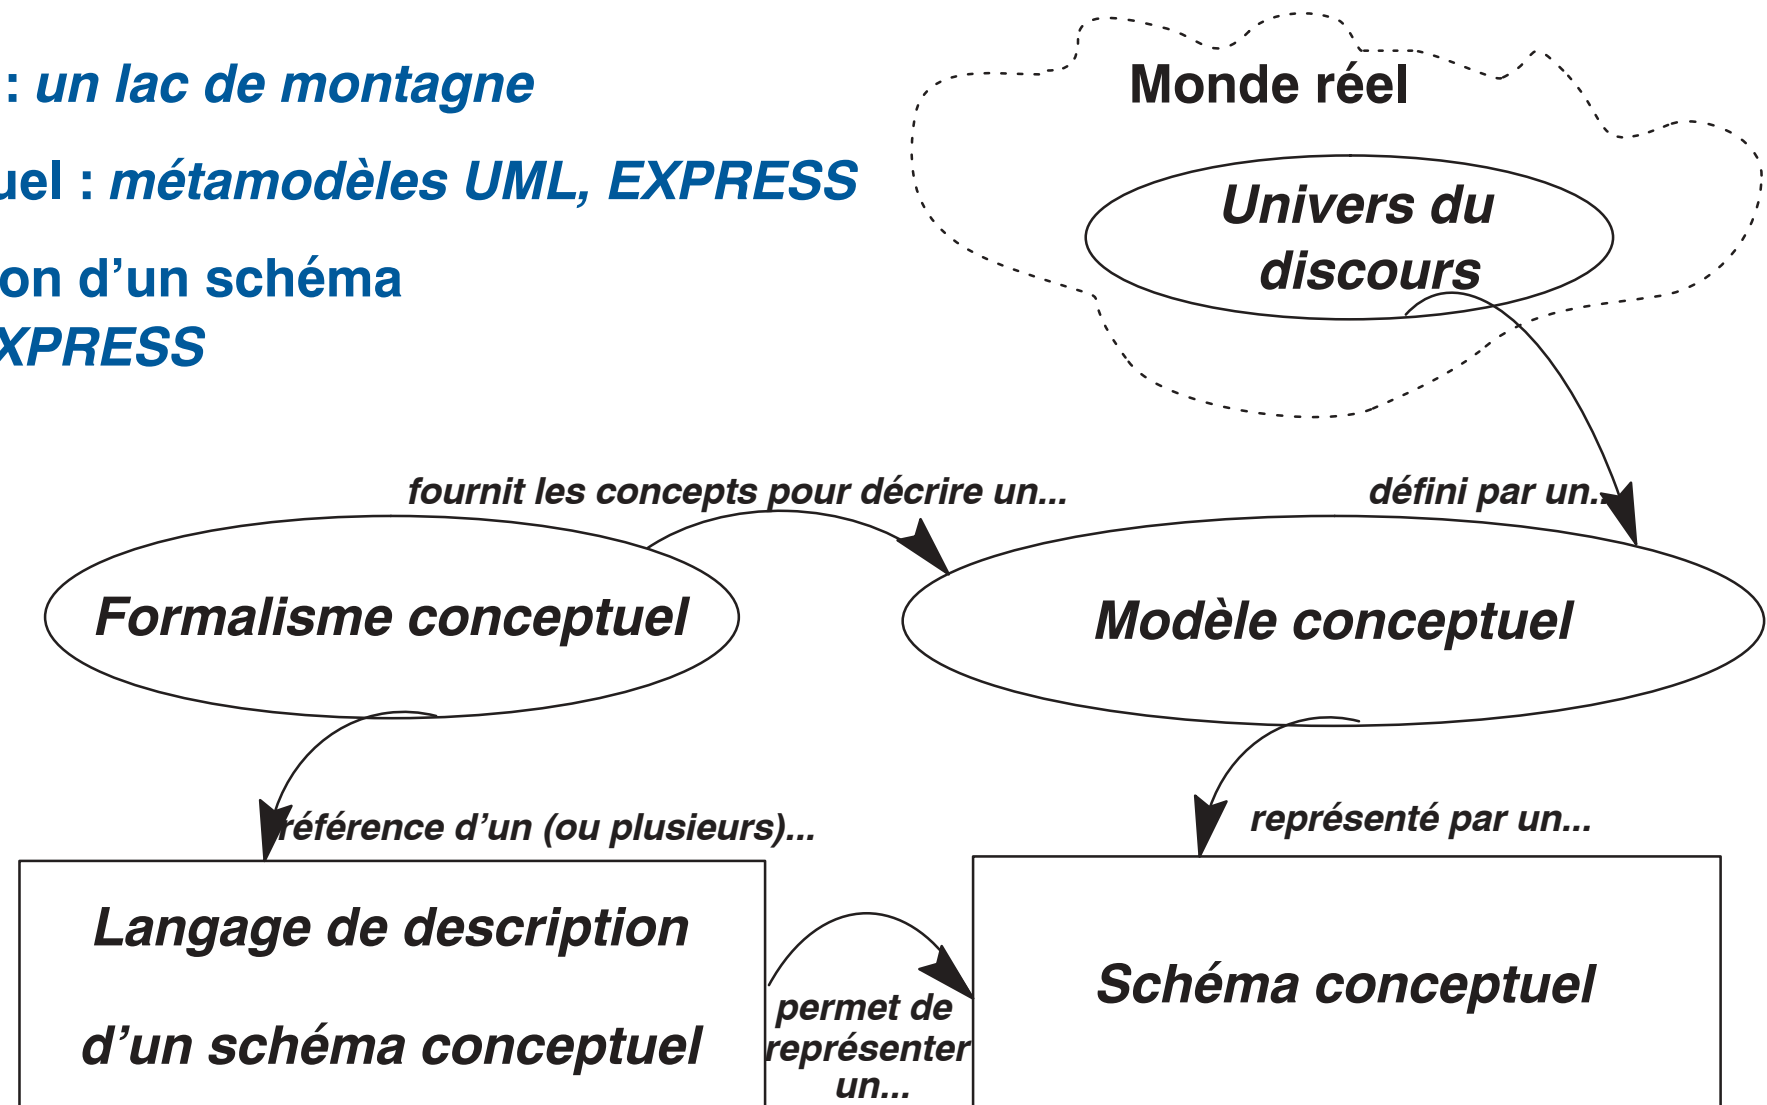 : un lac de montagne
uel : métamodèles UML, EXPRESS
on d’un schéma
XPRESS
Monde réel
Univers du
discours
fournit les concepts pour décrire un...
défini par un...
Formalisme conceptuel
Modèle conceptuel
référence d’un (ou plusieurs)...
représenté par un...
Langage de description
d’un schéma conceptuel
permet de
représenter
un...
Schéma conceptuel